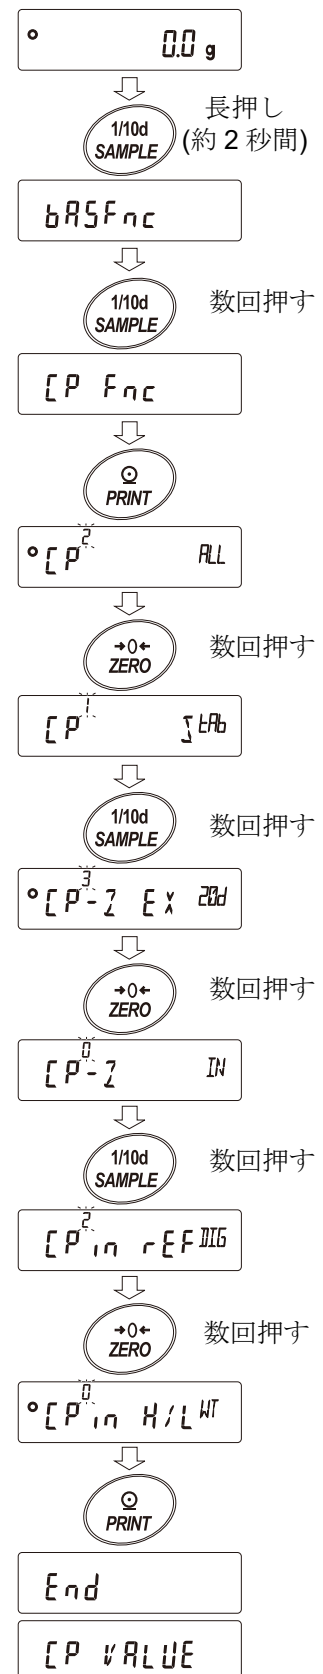 0.0 g
1/10d
SAMPLE
長押し
(約 2 秒間)
bASFnc
1/10d
SAMPLE
数回押す
CP Fnc
PRINT
2
CP ALL
→0←
ZERO
数回押す
1
CP StAb
1/10d
SAMPLE
数回押す
3
CP-Z EX 20d
→0←
ZERO
数回押す
0
CP-Z IN
1/10d
SAMPLE
数回押す
2
CP in rEF DIG
→0←
ZERO
数回押す
0
CP in H/L WT
PRINT
End
CP VALUE